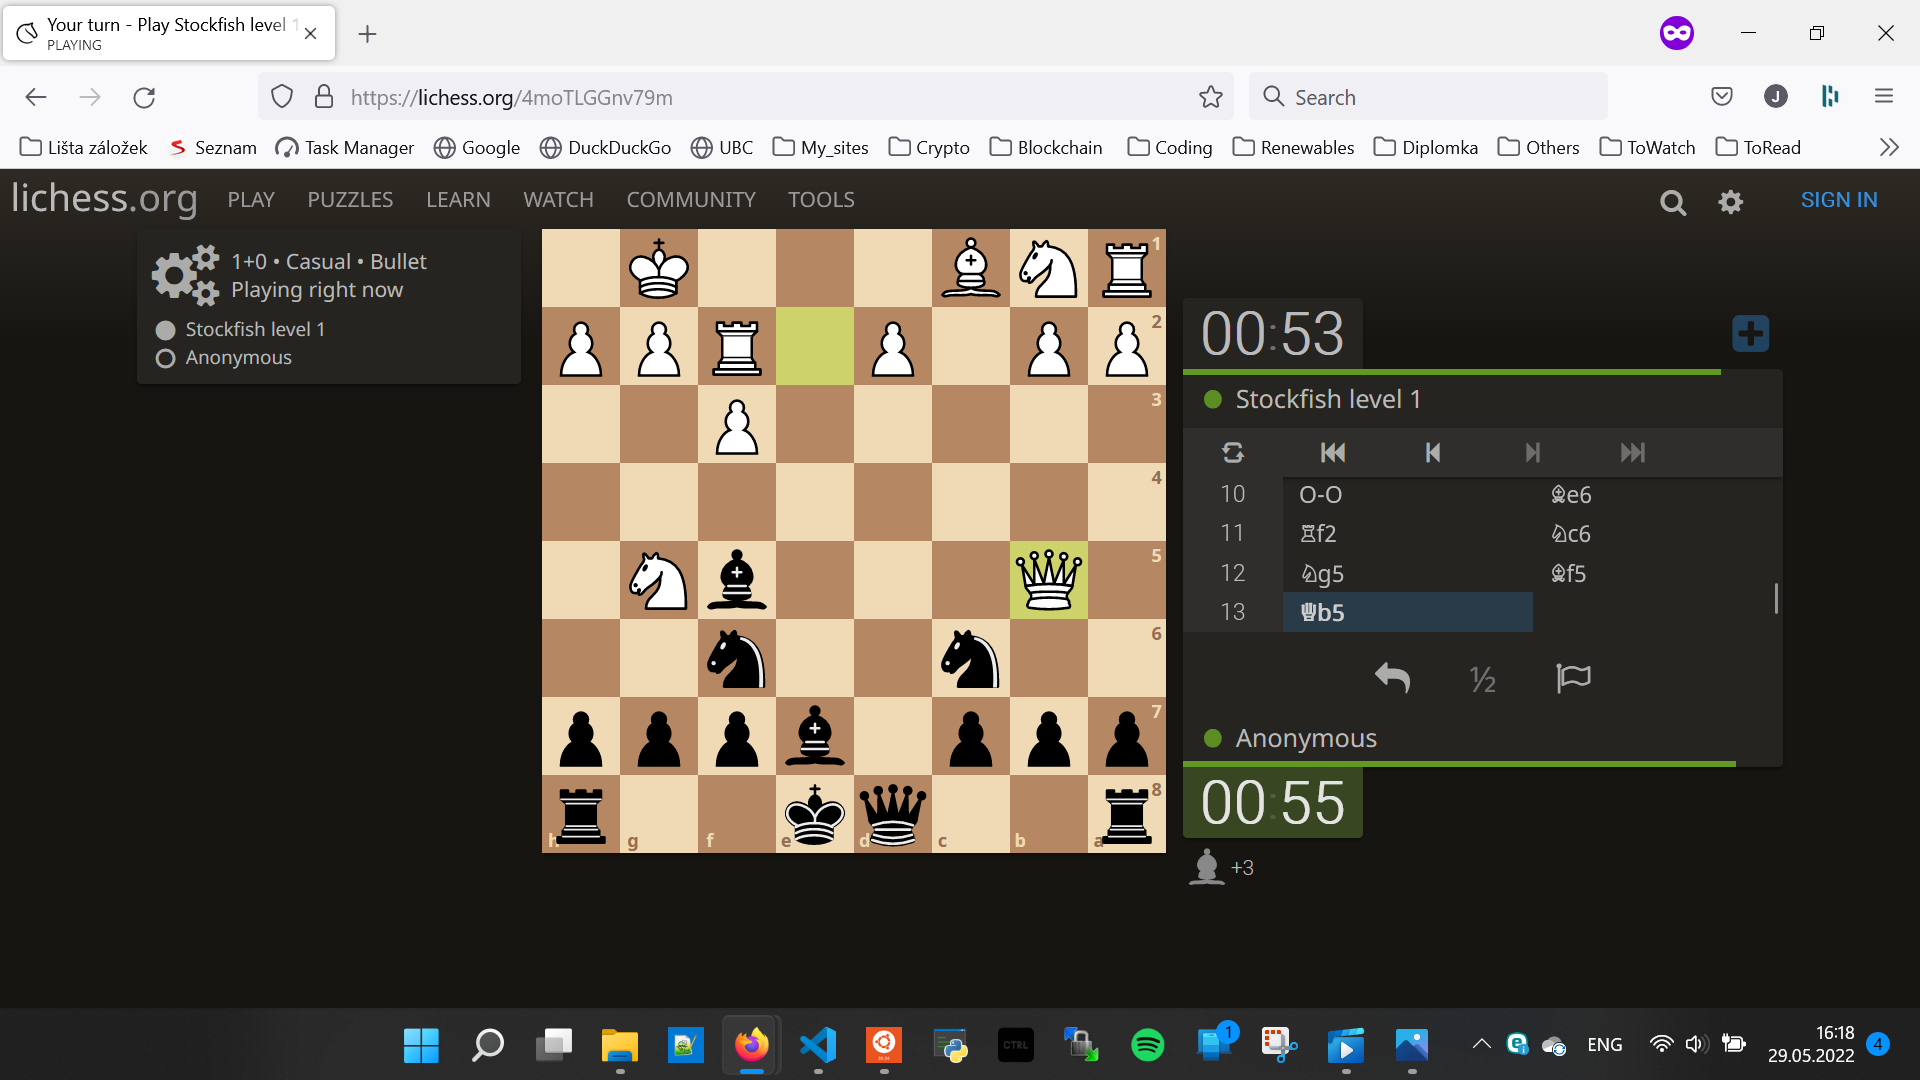 Your turn - Play Stockfish level 1
PLAYING
https://lichess.org/4moTLGGnv79m
Search
J
Lišta záložek
Seznam
Task Manager
Google
DuckDuckGo
UBC
My_sites
Crypto
Blockchain
Coding
Renewables
Diplomka
Others
ToWatch
ToRead
lichess.org
PLAY
PUZZLES
LEARN
WATCH
COMMUNITY
TOOLS
SIGN IN
1+0 • Casual • Bullet
Playing right now
Stockfish level 1
Anonymous
1
2
3
4
5
6
7
8
h
g
f
e
d
c
b
a
00:53
Stockfish level 1
10 O-O ♗e6
11 ♖f2 ♘c6
12 ♘g5 ♗f5
13 ♕b5
½
Anonymous
00:55
+3
CTRL
1
ENG
16:18
29.05.2022
4